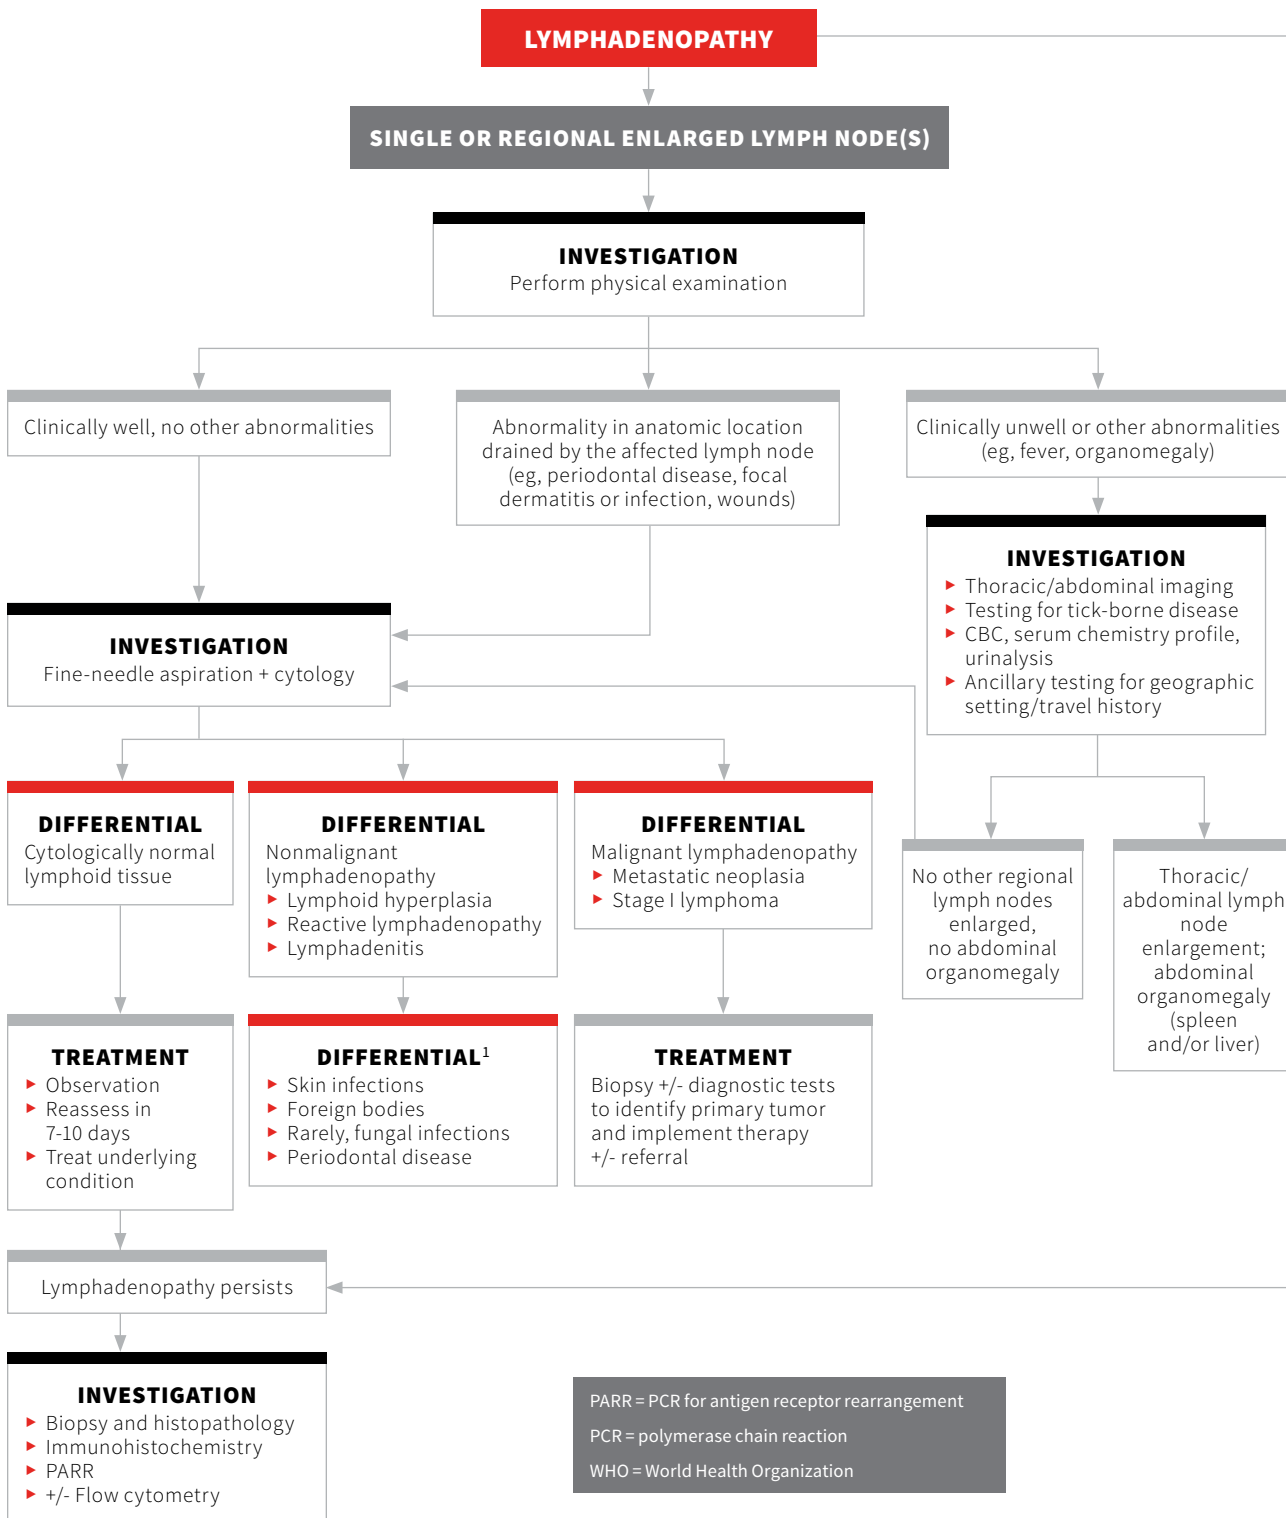 LYMPHADENOPATHY
SINGLE OR REGIONAL ENLARGED LYMPH NODE(S)
INVESTIGATION
Perform physical examination
Clinically well, no other abnormalities
Abnormality in anatomic location
drained by the affected lymph node
(eg, periodontal disease, focal
dermatitis or infection, wounds)
Clinically unwell or other abnormalities
(eg, fever, organomegaly)
INVESTIGATION
▶ Thoracic/abdominal imaging
▶ Testing for tick-borne disease
▶ CBC, serum chemistry profile,
urinalysis
▶ Ancillary testing for geographic
setting/travel history
INVESTIGATION
Fine-needle aspiration + cytology
DIFFERENTIAL
Cytologically normal
lymphoid tissue
DIFFERENTIAL
Nonmalignant
lymphadenopathy
▶ Lymphoid hyperplasia
▶ Reactive lymphadenopathy
▶ Lymphadenitis
DIFFERENTIAL
Malignant lymphadenopathy
▶ Metastatic neoplasia
▶ Stage I lymphoma
No other regional
lymph nodes
enlarged,
no abdominal
organomegaly
Thoracic/
abdominal lymph
node
enlargement;
abdominal
organomegaly
(spleen
and/or liver)
TREATMENT
▶ Observation
▶ Reassess in
7-10 days
▶ Treat underlying
condition
DIFFERENTIAL1
▶ Skin infections
▶ Foreign bodies
▶ Rarely, fungal infections
▶ Periodontal disease
TREATMENT
Biopsy +/- diagnostic tests
to identify primary tumor
and implement therapy
+/- referral
Lymphadenopathy persists
INVESTIGATION
▶ Biopsy and histopathology
▶ Immunohistochemistry
▶ PARR
▶ +/- Flow cytometry
PARR = PCR for antigen receptor rearrangement
PCR = polymerase chain reaction
WHO = World Health Organization